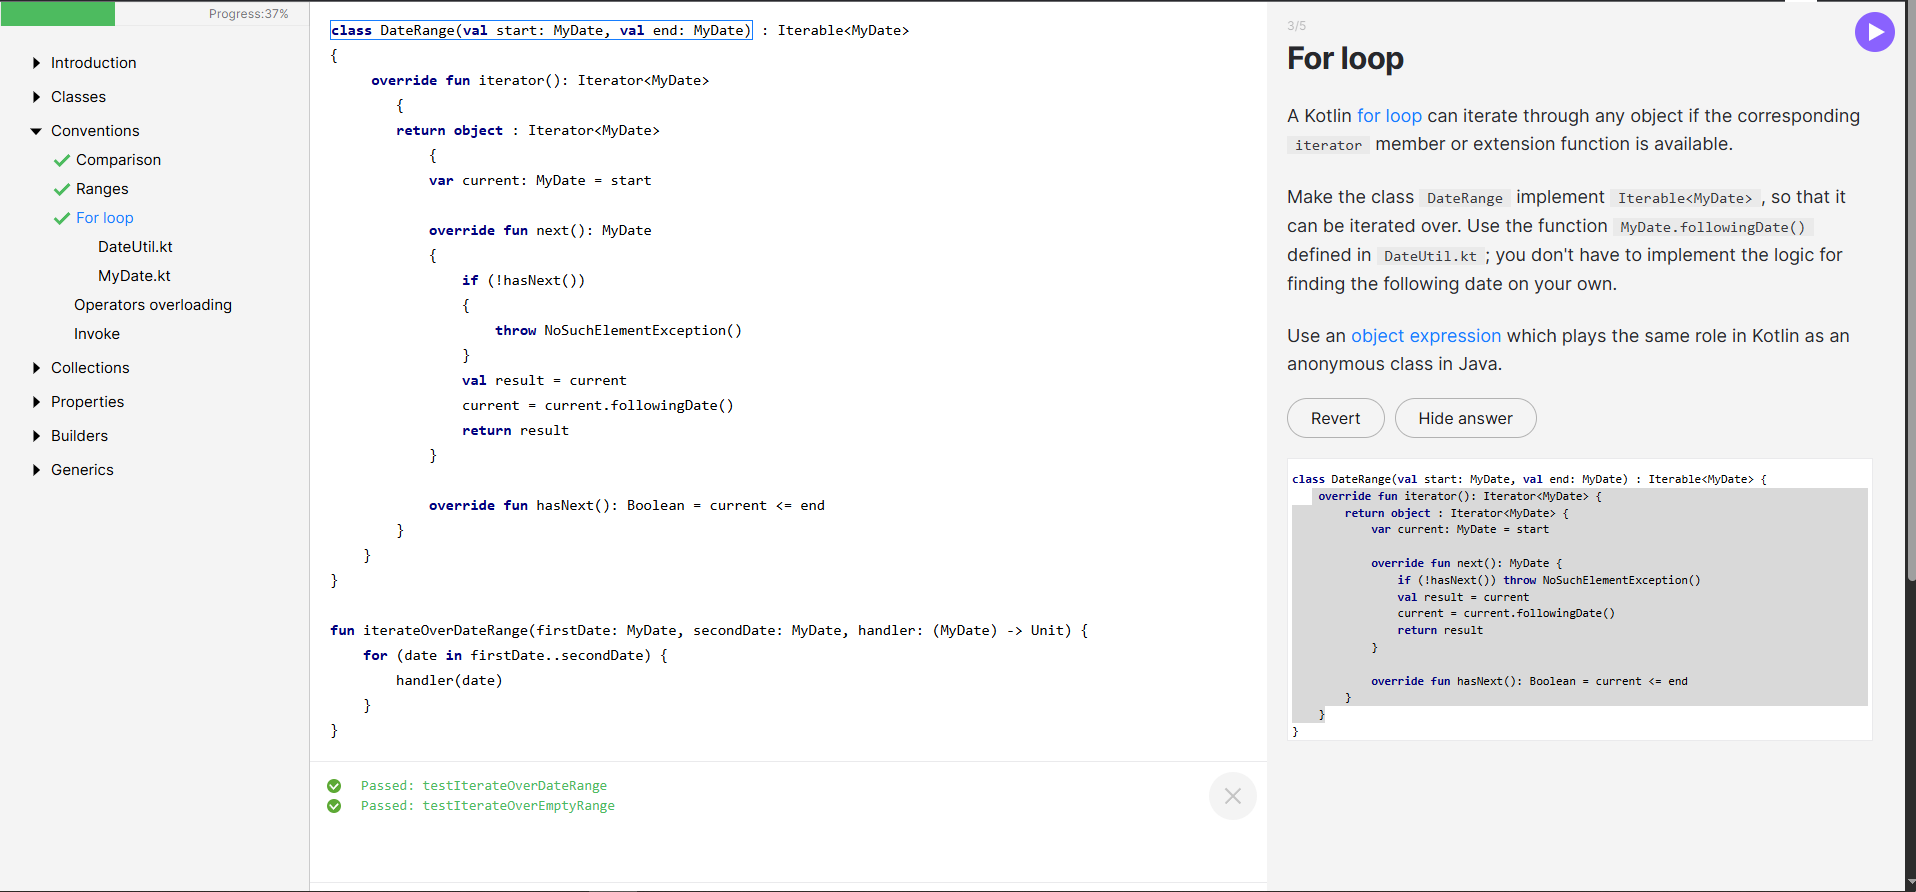 Progress:37%
Introduction
Classes
Conventions
Comparison
Ranges
For loop
DateUtil.kt
MyDate.kt
Operators overloading
Invoke
Collections
Properties
Builders
Generics
class DateRange(val start: MyDate, val end: MyDate) : Iterable<MyDate>
{
override fun iterator(): Iterator<MyDate>
{
return object : Iterator<MyDate>
{
var current: MyDate = start
override fun next(): MyDate
{
if (!hasNext())
{
throw NoSuchElementException()
}
val result = current
current = current.followingDate()
return result
}
override fun hasNext(): Boolean = current <= end
}
}
}
fun iterateOverDateRange(firstDate: MyDate, secondDate: MyDate, handler: (MyDate) -> Unit) {
for (date in firstDate..secondDate) {
handler(date)
}
}
Passed: testIterateOverDateRange
Passed: testIterateOverEmptyRange
3/5
For loop
A Kotlin for loop can iterate through any object if the corresponding
iterator member or extension function is available.
Make the class DateRange implement Iterable<MyDate> , so that it
can be iterated over. Use the function MyDate.followingDate()
defined in DateUtil.kt ; you don't have to implement the logic for
finding the following date on your own.
Use an object expression which plays the same role in Kotlin as an
anonymous class in Java.
Revert
Hide answer
class DateRange(val start: MyDate, val end: MyDate) : Iterable<MyDate> {
override fun iterator(): Iterator<MyDate> {
return object : Iterator<MyDate> {
var current: MyDate = start
override fun next(): MyDate {
if (!hasNext()) throw NoSuchElementException()
val result = current
current = current.followingDate()
return result
}
override fun hasNext(): Boolean = current <= end
}
}
}